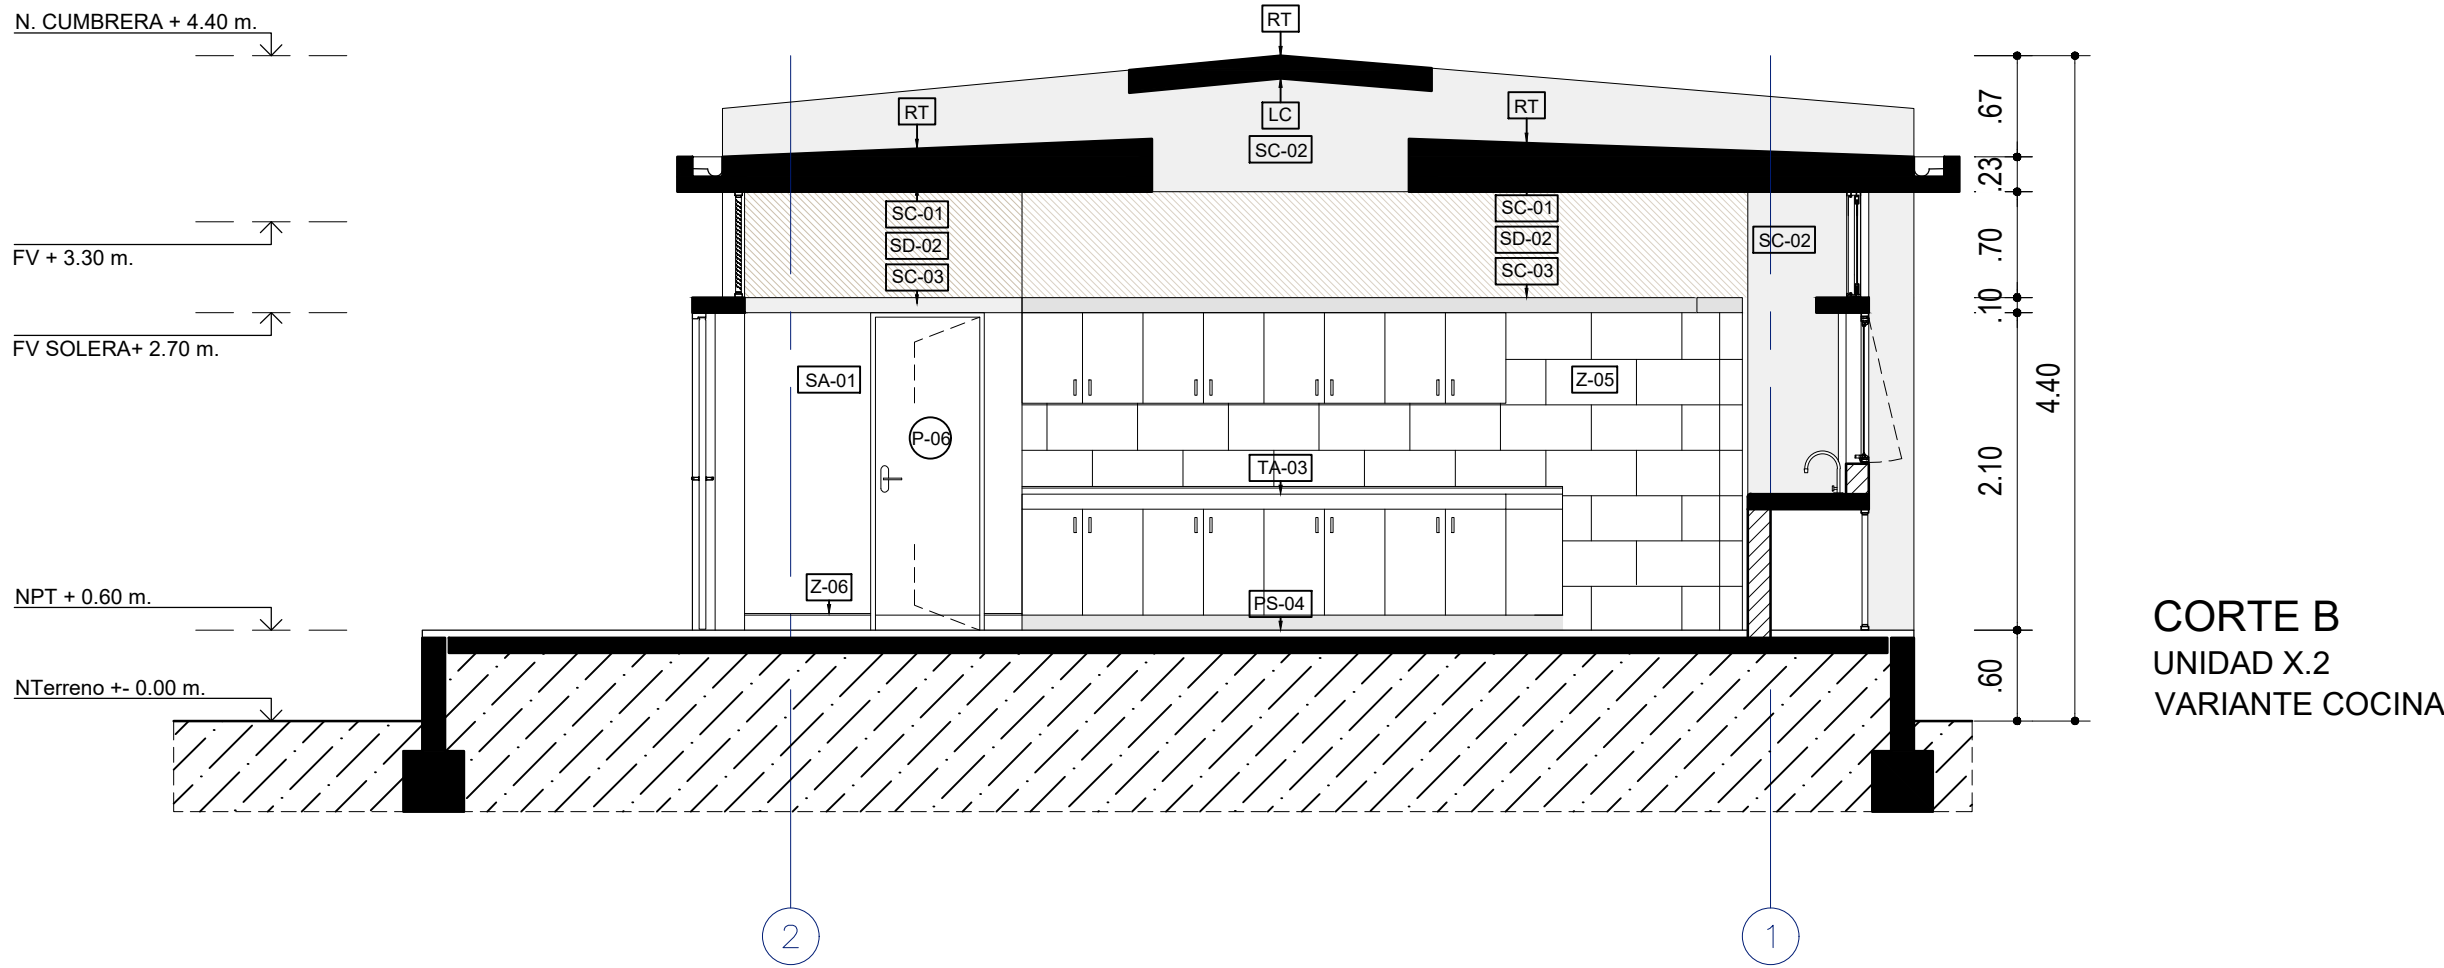 N. CUMBRERA + 4.40 m.
FV + 3.30 m.
FV SOLERA+ 2.70 m.
NPT + 0.60 m.
NTerreno +- 0.00 m.
RT
RT
LC
RT
SC-02
SC-01
SD-02
SC-03
SC-01
SD-02
SC-03
SC-02
SA-01
P-06
Z-05
TA-03
Z-06
PS-04
.67
.23
.70
.10
2.10
.60
4.40
CORTE B
UNIDAD X.2
VARIANTE COCINA
2
1